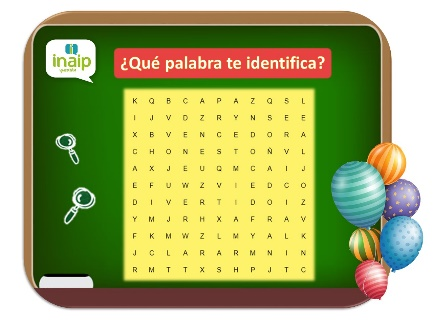 inaip
¿Qué palabra te identifica?
K Q B C A P A Z Q S L
I J V D Z R Y N S E E
X B V E N C E D O R A
C H O N E S T O Ñ V L
A X J E U Q M C A I J
E F U W Z V I E D C O
D I V E R T I D O I Z
Y M J R H X A F R A V
F K M W Z L M Y A L K
J C L A R A R M N I N
R M T T X S H P J T C